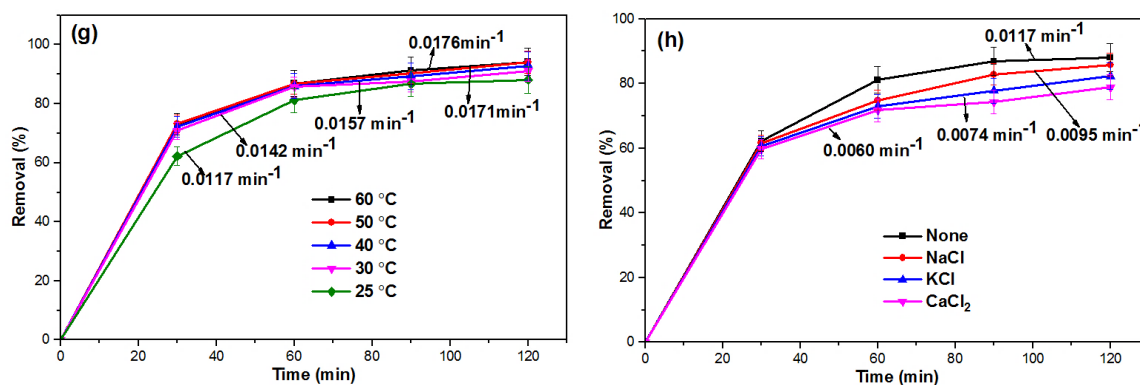 (g)
100
80
60
40
20
0
Removal (%)
0 20 40 60 80 100 120
Time (min)
0.0176min⁻¹
0.0171min⁻¹
0.0157 min⁻¹
0.0142 min⁻¹
0.0117 min⁻¹
60 °C
50 °C
40 °C
30 °C
25 °C
(h)
100
80
60
40
20
0
Removal (%)
0 20 40 60 80 100 120
Time (min)
0.0117min⁻¹
0.0095 min⁻¹
0.0074 min⁻¹
0.0060 min⁻¹
None
NaCl
KCl
CaCl₂